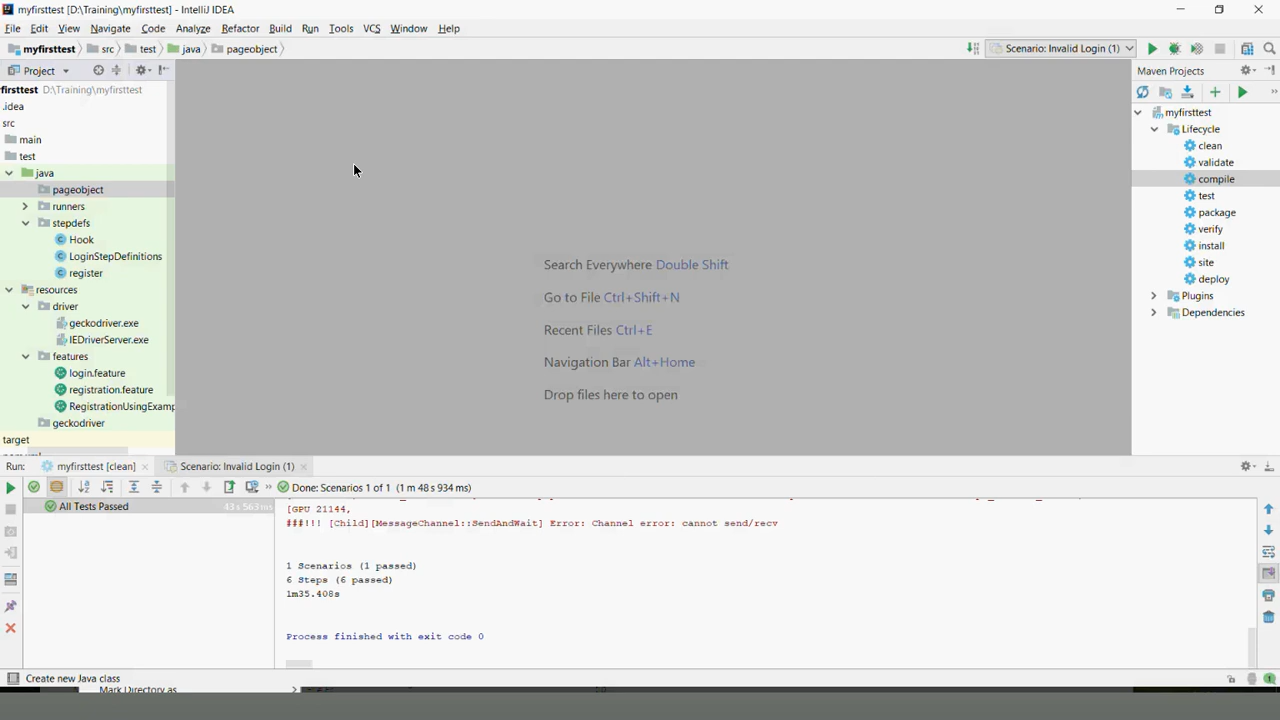 myfirsttest [D:\Training\myfirsttest] - IntelliJ IDEA
File Edit View Navigate Code Analyze Refactor Build Run Tools VCS Window Help
myfirsttest src test java pageobject
Scenario: Invalid Login (1)
Project
Maven Projects
firsttest D:\Training\myfirsttest
.idea
src
main
test
java
pageobject
runners
stepdefs
Hook
LoginStepDefinitions
register
resources
driver
geckodriver.exe
IEDriverServer.exe
features
login.feature
registration.feature
RegistrationUsingExamp
geckodriver
target
Search Everywhere Double Shift
Go to File Ctrl+Shift+N
Recent Files Ctrl+E
Navigation Bar Alt+Home
Drop files here to open
myfirsttest
Lifecycle
clean
validate
compile
test
package
verify
install
site
deploy
Plugins
Dependencies
Run: myfirsttest [clean] Scenario: Invalid Login (1)
Done: Scenarios 1 of 1 (1 m 48 s 934 ms)
All Tests Passed 43 s 563 ms
[GPU 21144,
###!!! [Child][MessageChannel::SendAndWait] Error: Channel error: cannot send/recv
1 Scenarios (1 passed)
6 Steps (6 passed)
1m35.408s
Process finished with exit code 0
Create new Java class
Mark Directory as